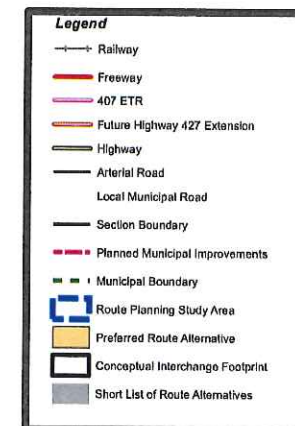 Legend
Railway
Freeway
407 ETR
Future Highway 427 Extension
Highway
Arterial Road
Local Municipal Road
Section Boundary
Planned Municipal Improvements
Municipal Boundary
Route Planning Study Area
Preferred Route Alternative
Conceptual Interchange Footprint
Short List of Route Alternatives